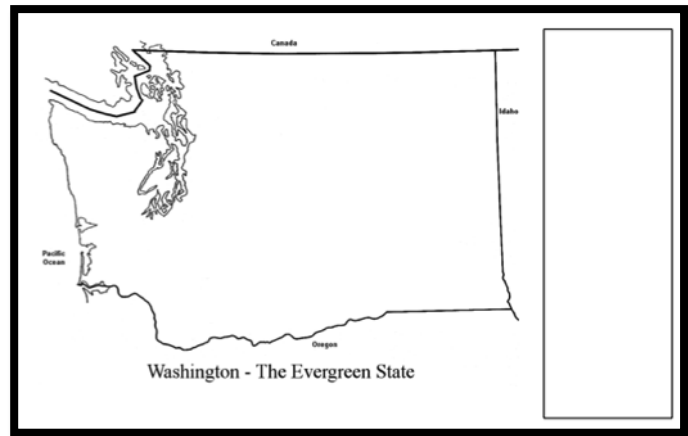 Canada
Idaho
Pacific
Ocean
Oregon
Washington - The Evergreen State